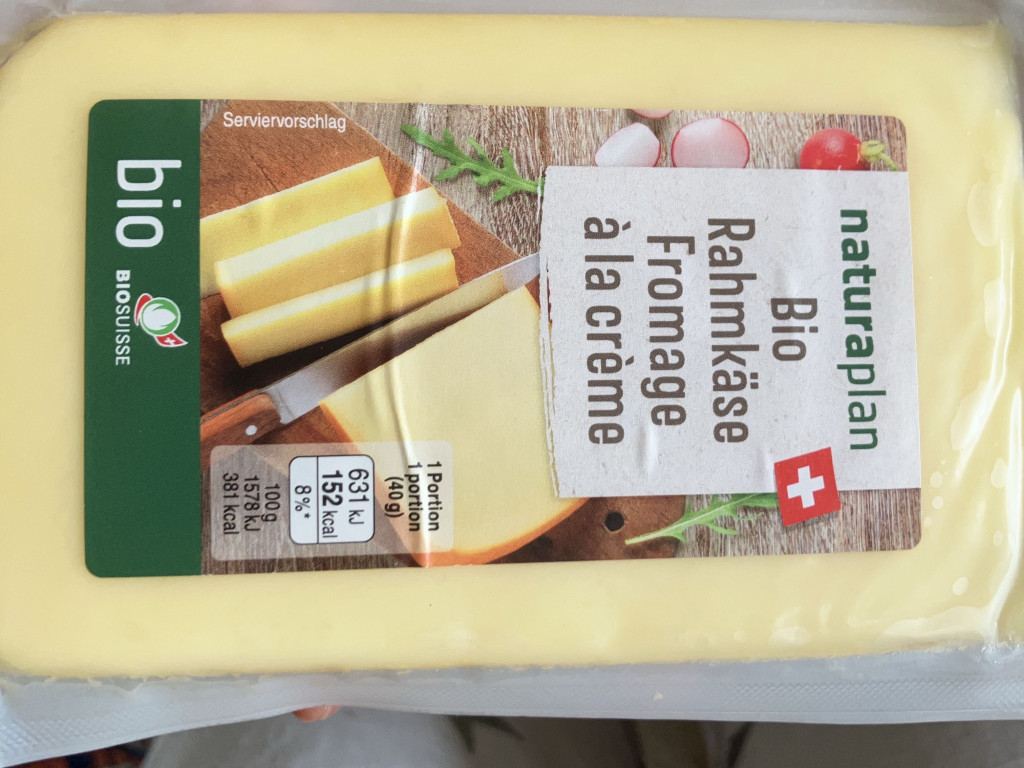 naturaplan
Bio
Rahmkäse
Fromage
à la crème
Serviervorschlag
1 Portion
1 portion
(40 g)
631 kJ
152 kcal
8%*
100 g
1578 kJ
381 kcal
bio
BIOSUISSE